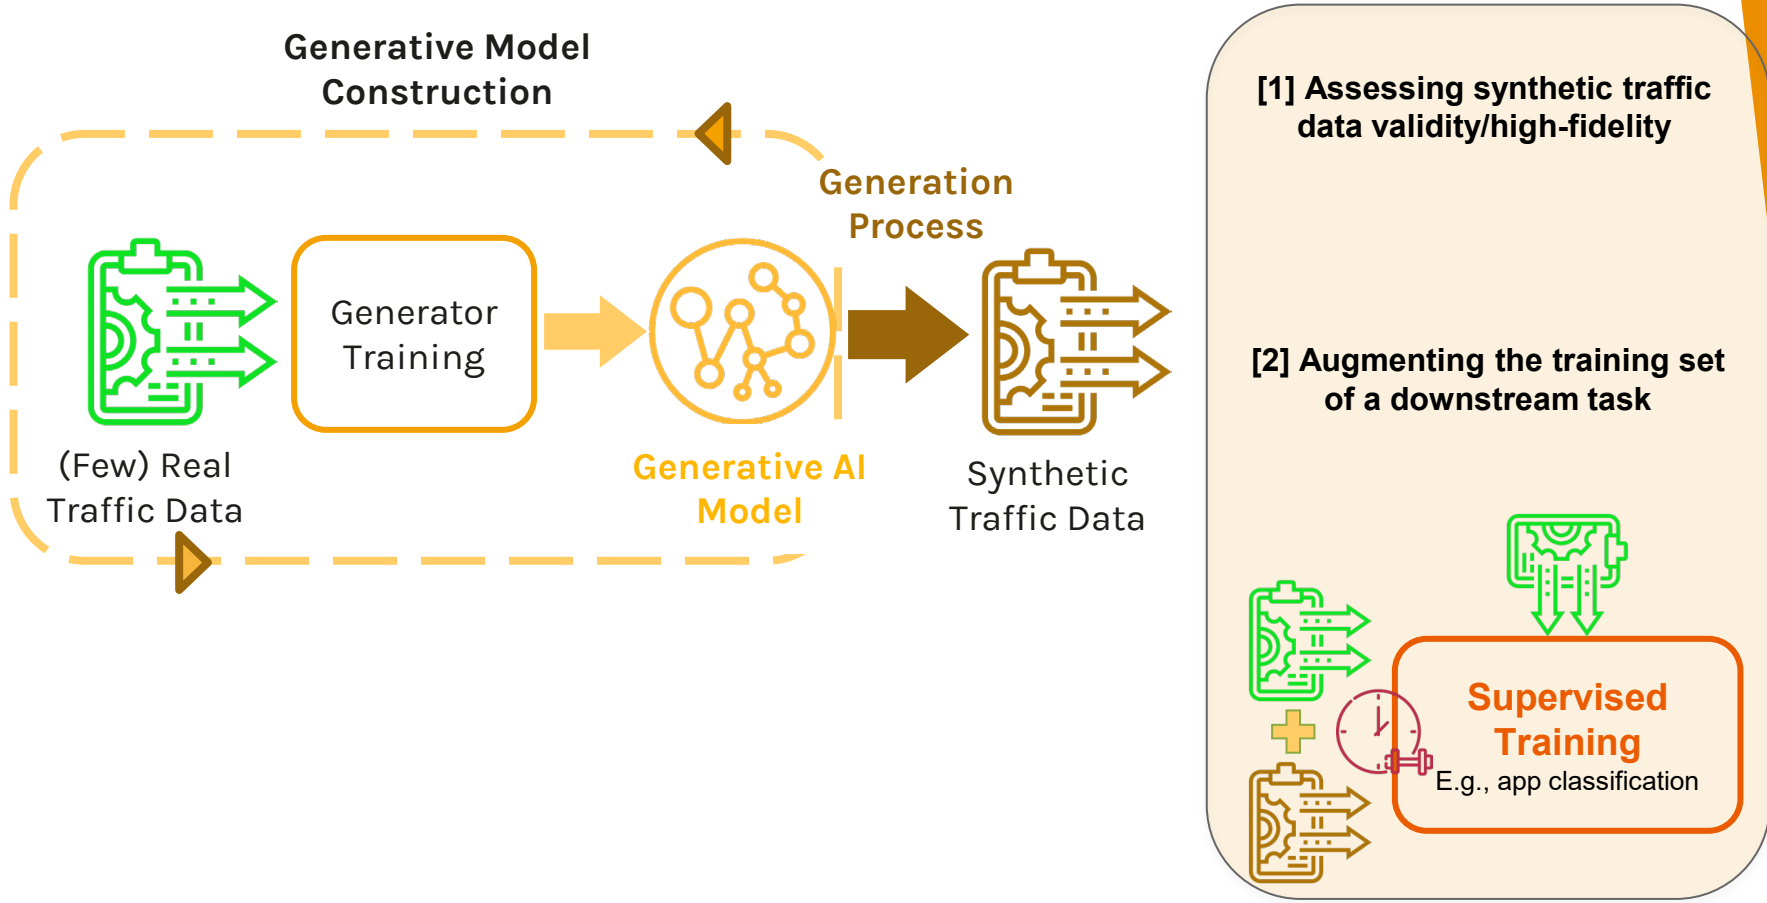 Generative Model
Construction
Generation
Process
Generator
Training
(Few) Real
Traffic Data
Generative AI
Model
Synthetic
Traffic Data
[1] Assessing synthetic traffic
data validity/high-fidelity
[2] Augmenting the training set
of a downstream task
Supervised
Training
E.g., app classification